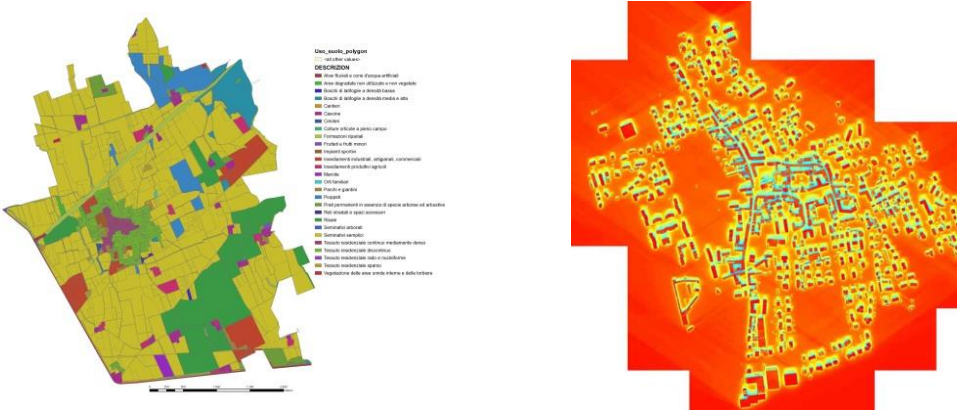 Uso_suolo_polygon
<all other values>
DESCRIZION
Alvei fluviali e corsi d'acqua artificiali
Aree degradate non utilizzate e non vegetate
Boschi di latifoglie a densità bassa
Boschi di latifoglie a densità media e alta
Cantieri
Cascine
Cimiteri
Colture orticole a pieno campo
Formazioni ripariali
Frutteti e frutti minori
Impianti sportivi
Insediamenti industriali, artigianali, commerciali
Insediamenti produttivi agricoli
Marcite
Orti familiari
Parchi e giardini
Pioppeti
Prati permanenti in assenza di specie arboree ed arbustive
Reti stradali e spazi accessori
Risaie
Seminativi arborati
Seminativi semplici
Tessuto residenziale continuo mediamente denso
Tessuto residenziale discontinuo
Tessuto residenziale rado e nucleiforme
Tessuto residenziale sparso
Vegetazione delle aree umide interne e delle torbiere